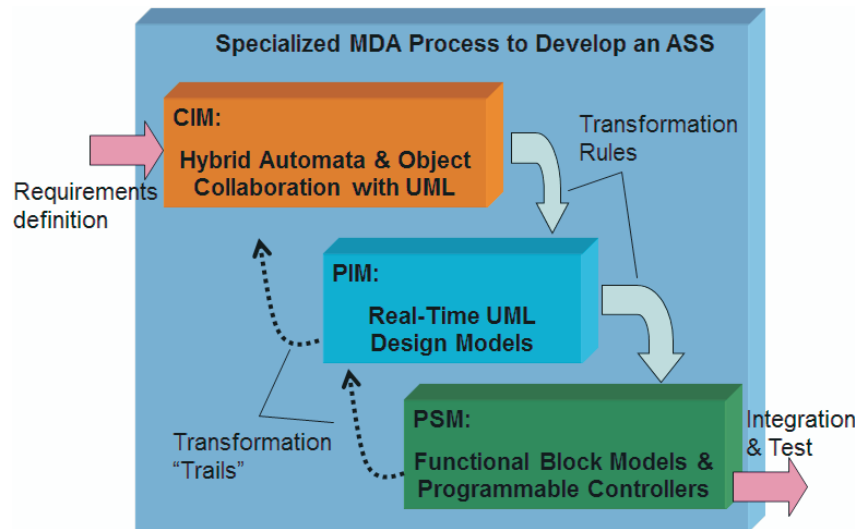 Specialized MDA Process to Develop an ASS
CIM:
Hybrid Automata & Object
Collaboration with UML
Transformation
Rules
Requirements
definition
PIM:
Real-Time UML
Design Models
PSM:
Functional Block Models &
Programmable Controllers
Transformation
“Trails”
Integration
& Test